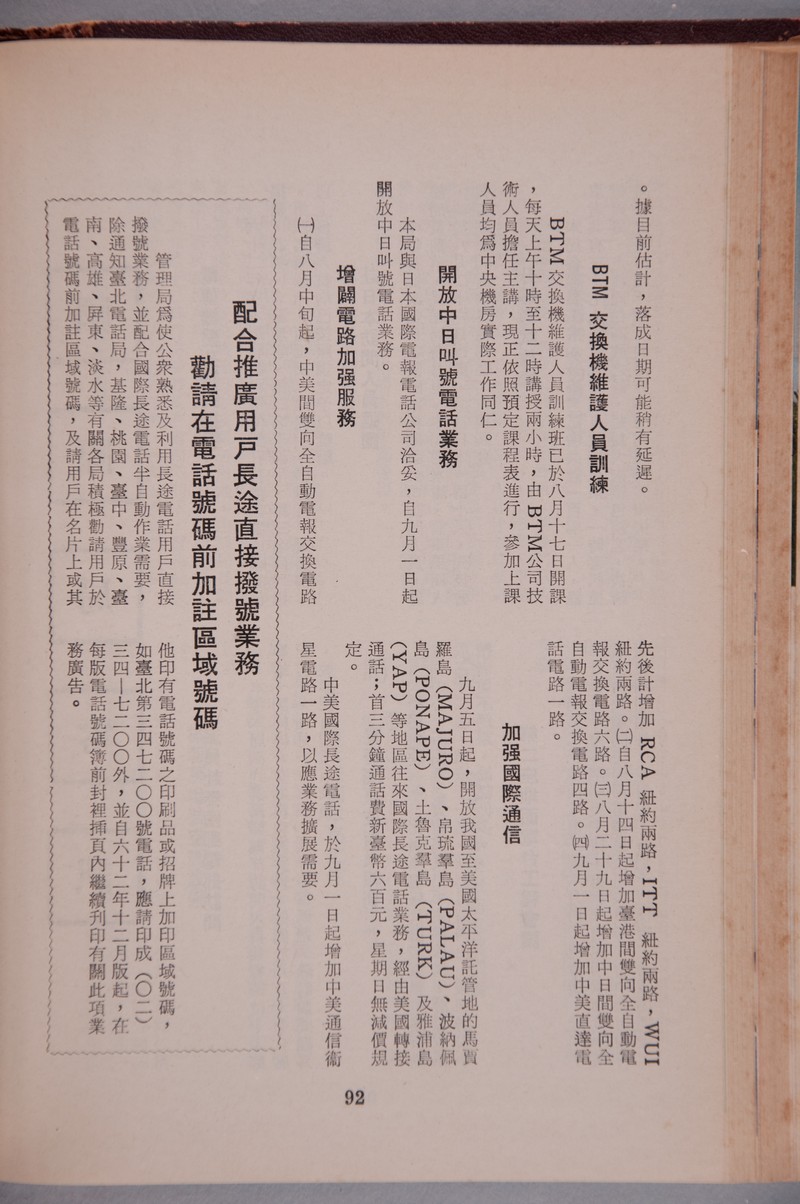 。據目前估計，落成日期可能稍有延遲。
BTM 交換機維護人員訓練
BTM 交換機維護人員訓練班已於八月十七日開課
，每天上午十時至十二時講授兩小時，由 BTM公司技
術人員擔任主講，現正依照預定課程表進行，參加上課
人員均爲中央機房實際工作同仁。
開放中日叫號電話業務
本局與日本國際電報電話公司洽妥，自九月一日起
開放中日叫號電話業務。
增闢電路加强服務
㈠自八月中旬起，中美間雙向全自動電報交換電路
先後計增加 RCA 紐約兩路，ITT 紐約兩路，WUI
紐約兩路。㈡自八月十四日起增加臺港間雙向全自動電
報交換電路六路。㈢八月二十九日起增加中日間雙向全
自動電報交換電路四路。㈣九月一日起增加中美直達電
話電路一路。
加强國際通信
九月五日起，開放我國至美國太平洋託管地的馬賈
羅島（MAJURO）、帛琉羣島（PALAU）、波納佩
島（PONAPE）、土魯克羣島（TURK）及雅浦島
（YAP）等地區往來國際長途電話業務，經由美國轉接
通話；首三分鐘通話費新臺幣六百元，星期日無減價規
定。
中美國際長途電話，於九月一日起增加中美通信衞
星電路一路，以應業務擴展需要。
配合推廣用戶長途直接撥號業務
勸請在電話號碼前加註區域號碼
管理局爲使公衆熟悉及利用長途電話用戶直接
撥號業務，並配合國際長途電話半自動作業需要，
除通知臺北電話局，基隆、桃園、臺中、豐原、臺
南、高雄、屏東、淡水等有關各局積極勸請用戶於
電話號碼前加註區域號碼，及請用戶在名片上或其
他印有電話號碼之印刷品或招牌上加印區域號碼，
如臺北第三四七二〇〇號電話，應請印成（〇二）
三四—七二〇〇外，並自六十二年十二月版起，在
每版電話號碼簿前封裡揷頁內繼續刋印有關此項業
務廣告。
92